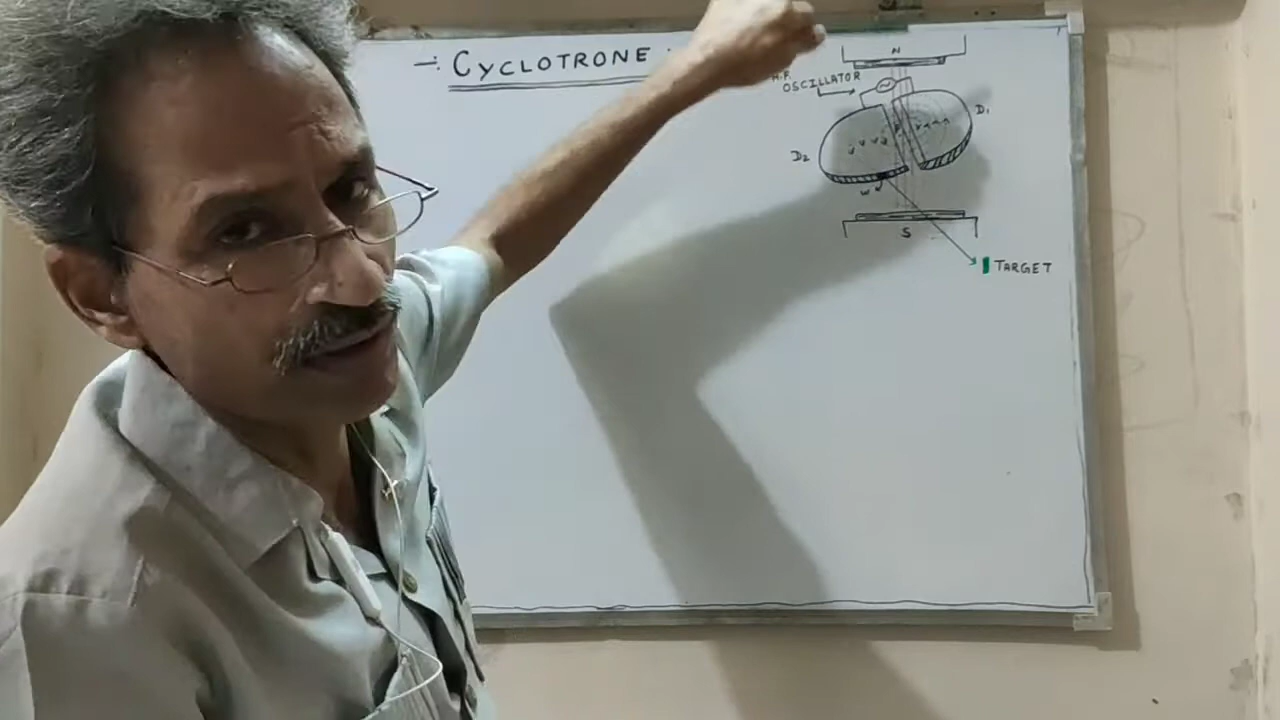 -: CYCLOTRONE
N
H.F.
OSCILLATOR
D₁
D₂
S
TARGET